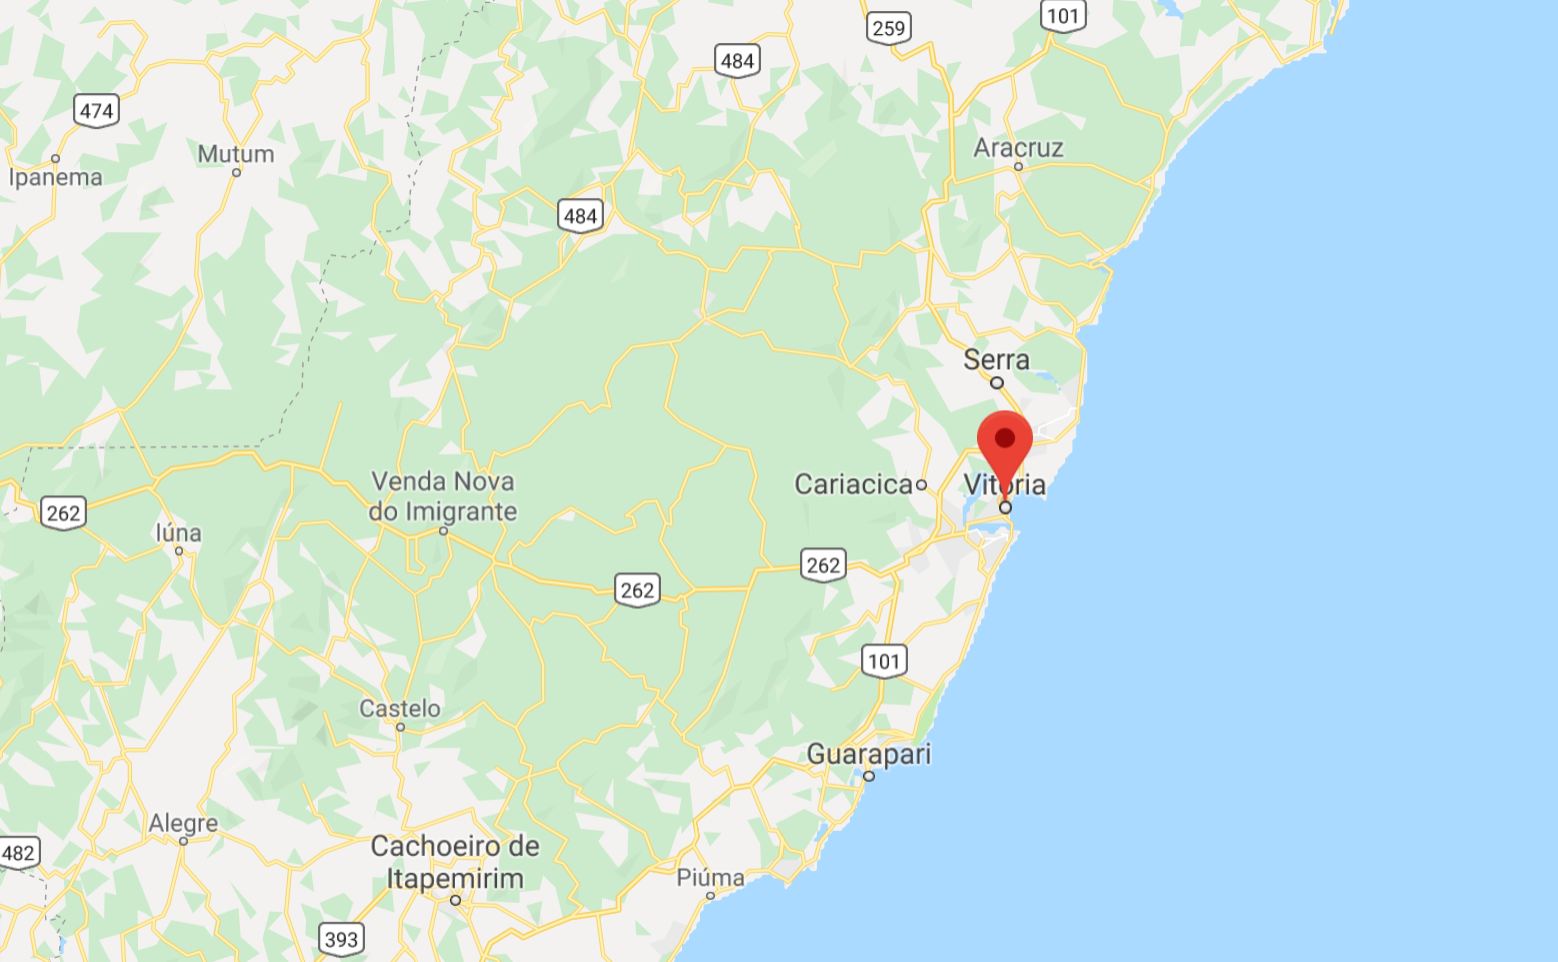 101
259
484
474
Aracruz
Mutum
Ipanema
484
Serra
Venda Nova
do Imigrante
Cariacica
Vitória
262
Iúna
262
262
101
Castelo
Guarapari
Alegre
482
Cachoeiro de
Itapemirim
Piúma
393